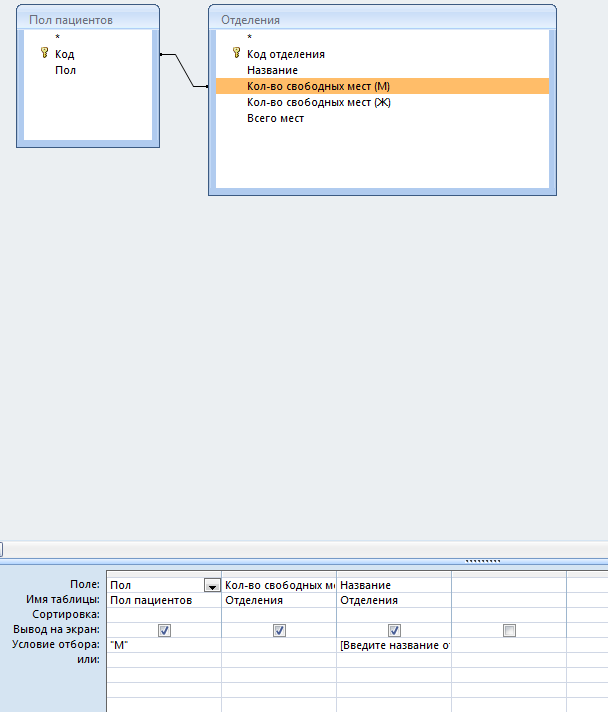 Пол пациентов
*
Код
Пол
Отделения
*
Код отделения
Название
Кол-во свободных мест (М)
Кол-во свободных мест (Ж)
Всего мест
Поле: Пол Кол-во свободных ме Название
Имя таблицы: Пол пациентов Отделения Отделения
Сортировка:
Вывод на экран:
Условие отбора: "М" [Введите название от
или: